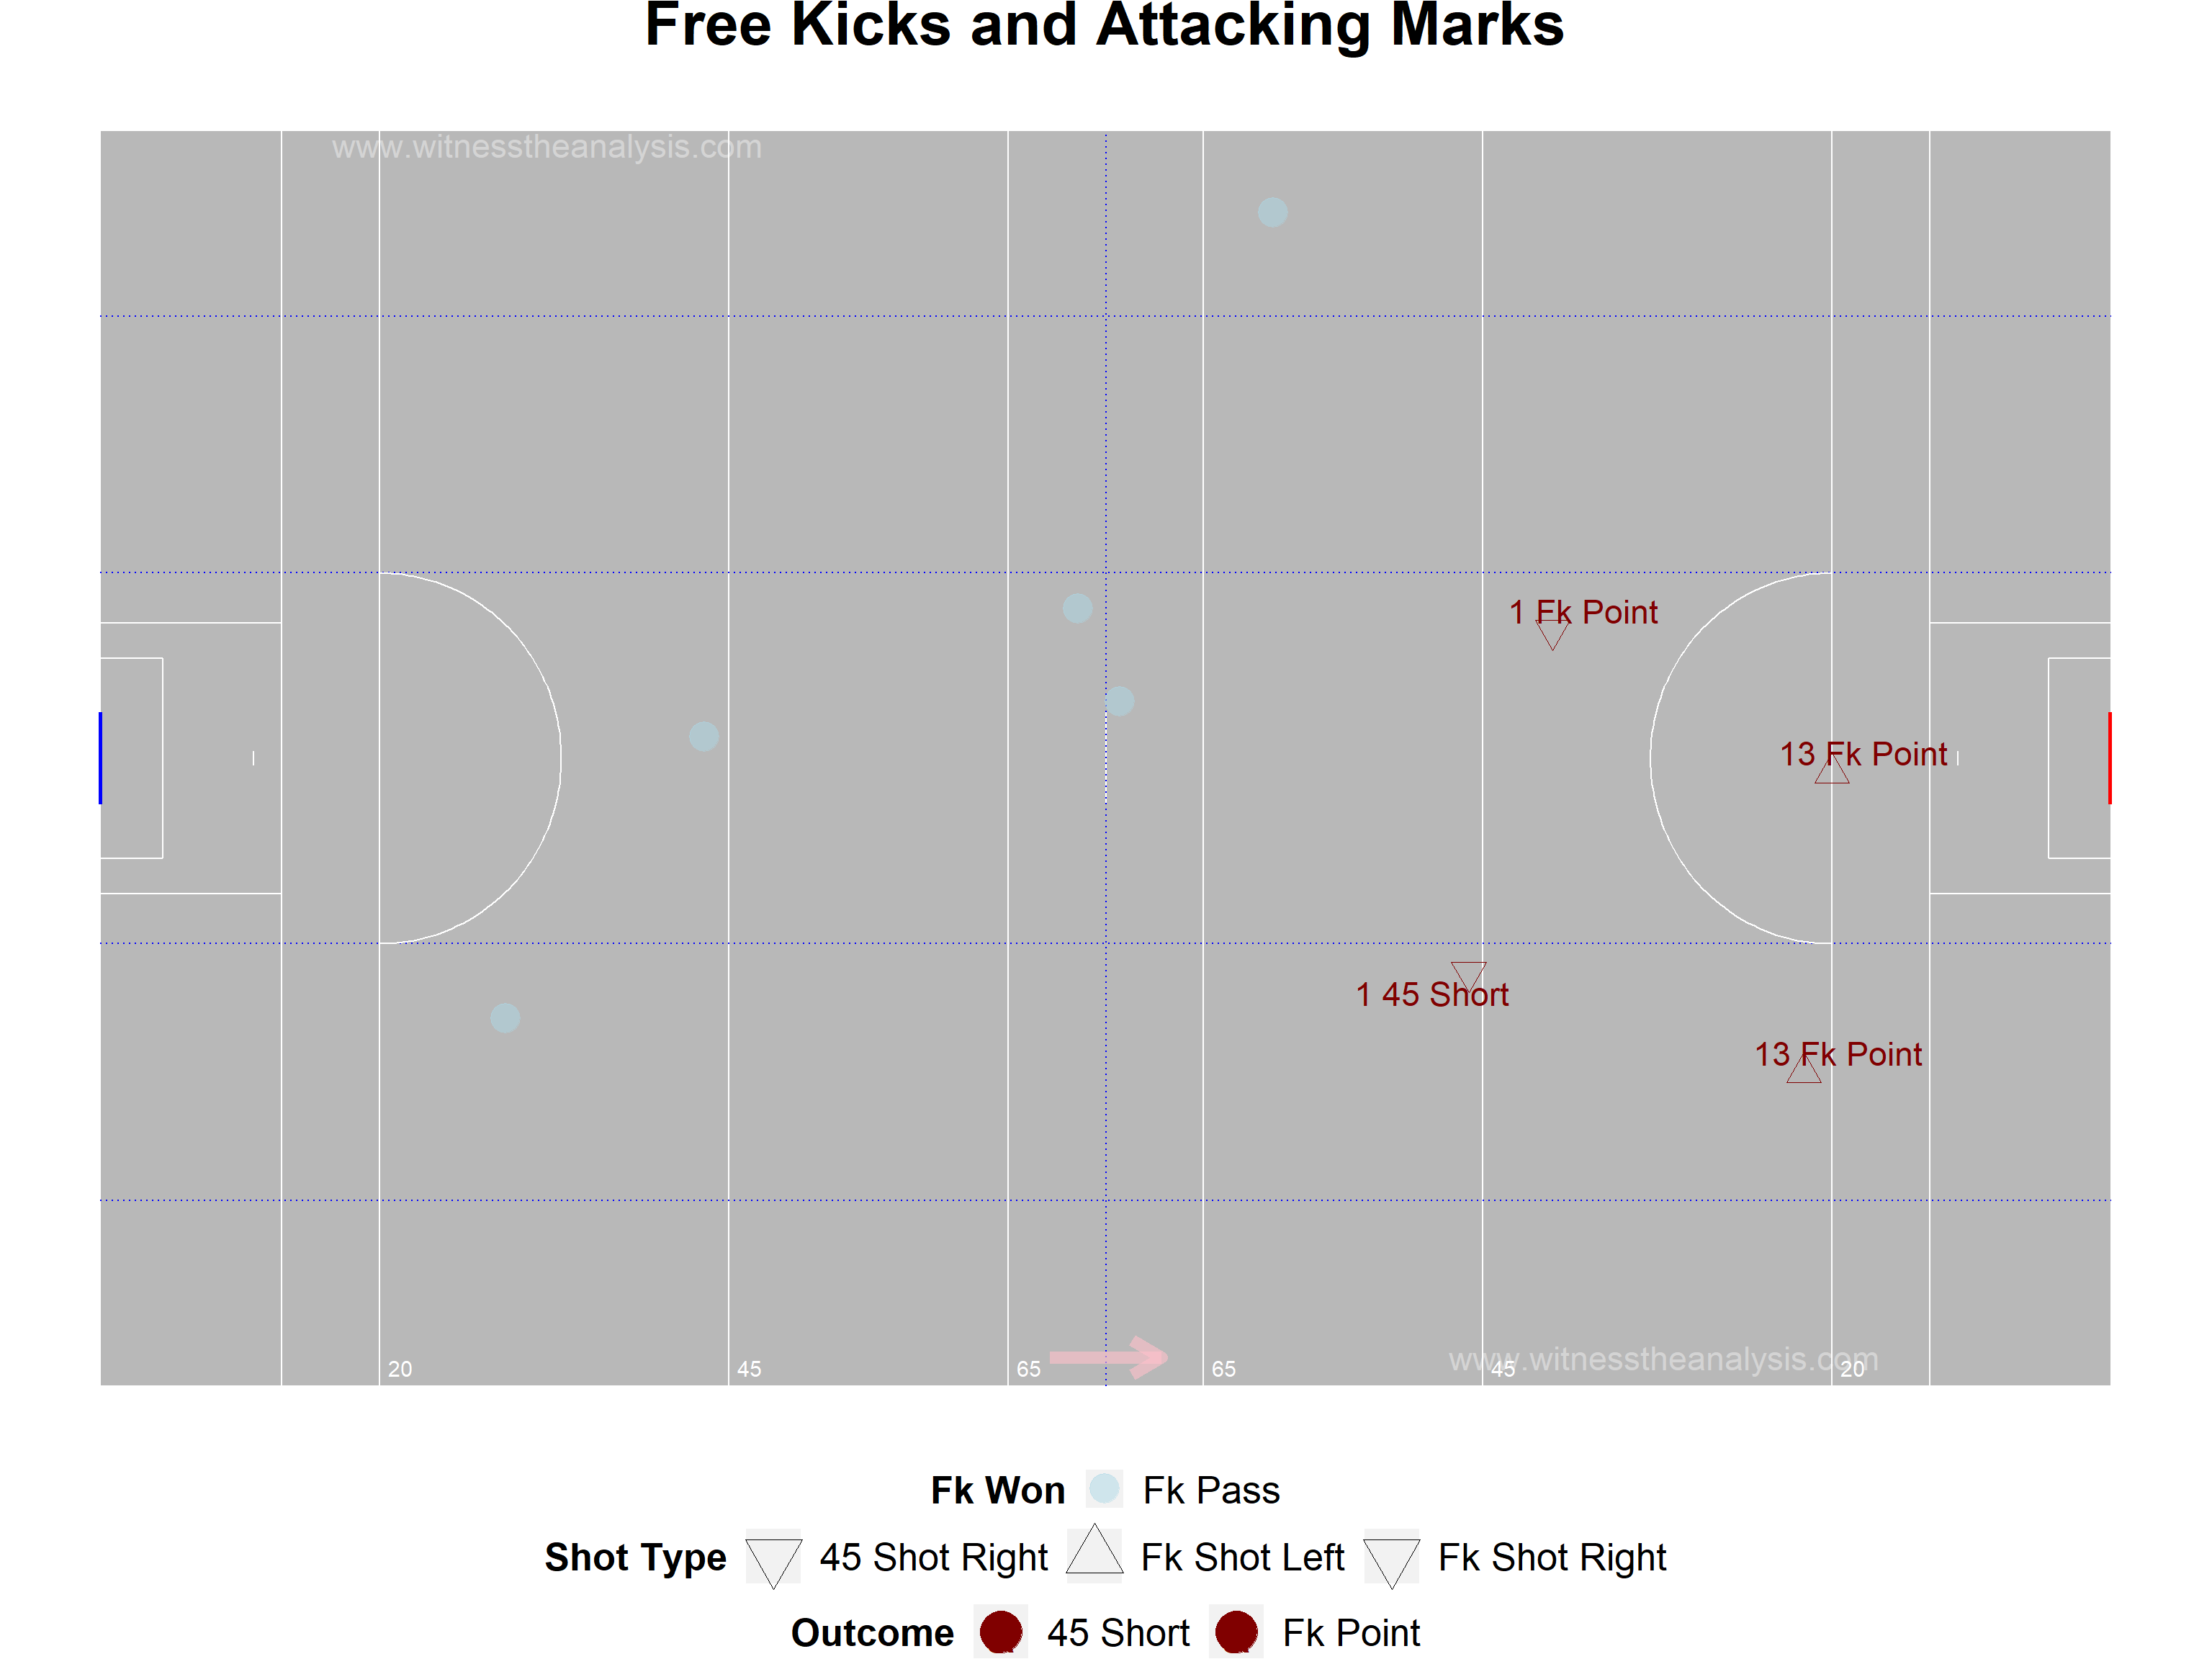 Free Kicks and Attacking Marks
www.witnesstheanalysis.com
1 Fk Point
13 Fk Point
1 45 Short
13 Fk Point
www.witnesstheanalysis.com
20 45 65 65 45 20
Fk Won Fk Pass
Shot Type 45 Shot Right Fk Shot Left Fk Shot Right
Outcome 45 Short Fk Point